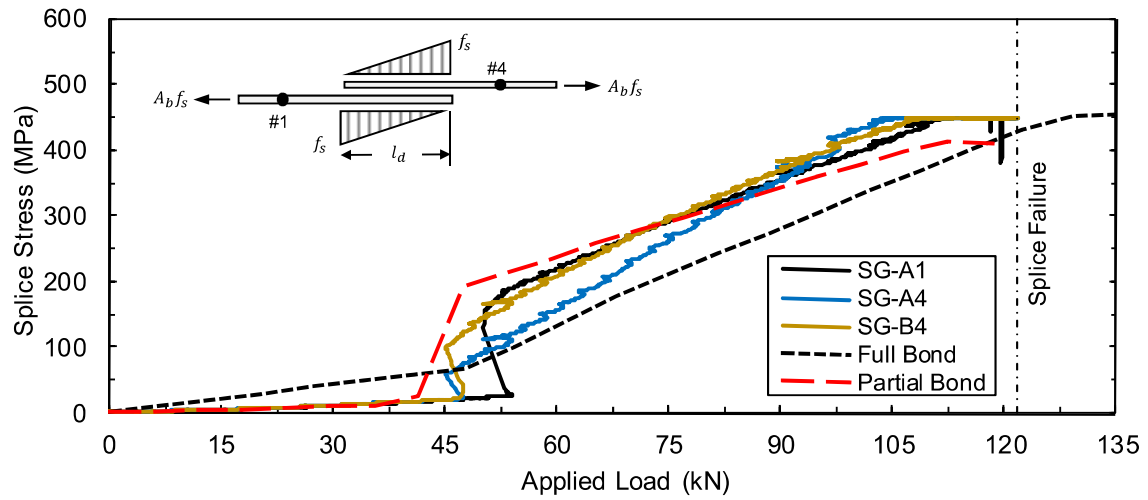 Splice Stress (MPa)
600
500
400
300
200
100
0
f_s
#4
A_b f_s
A_b f_s
#1
f_s
l_d
SG-A1
SG-A4
SG-B4
Full Bond
Partial Bond
Splice Failure
0 15 30 45 60 75 90 105 120 135
Applied Load (kN)